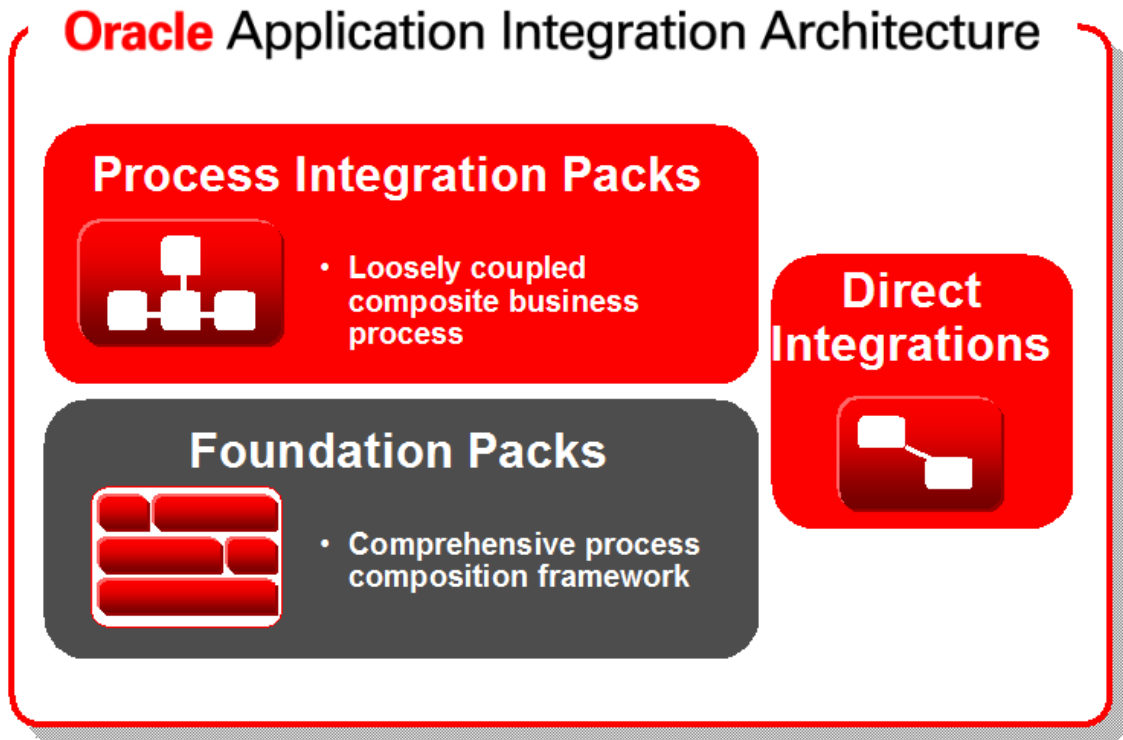 Oracle Application Integration Architecture
Process Integration Packs
• Loosely coupled
composite business
process
Direct
Integrations
Foundation Packs
• Comprehensive process
composition framework